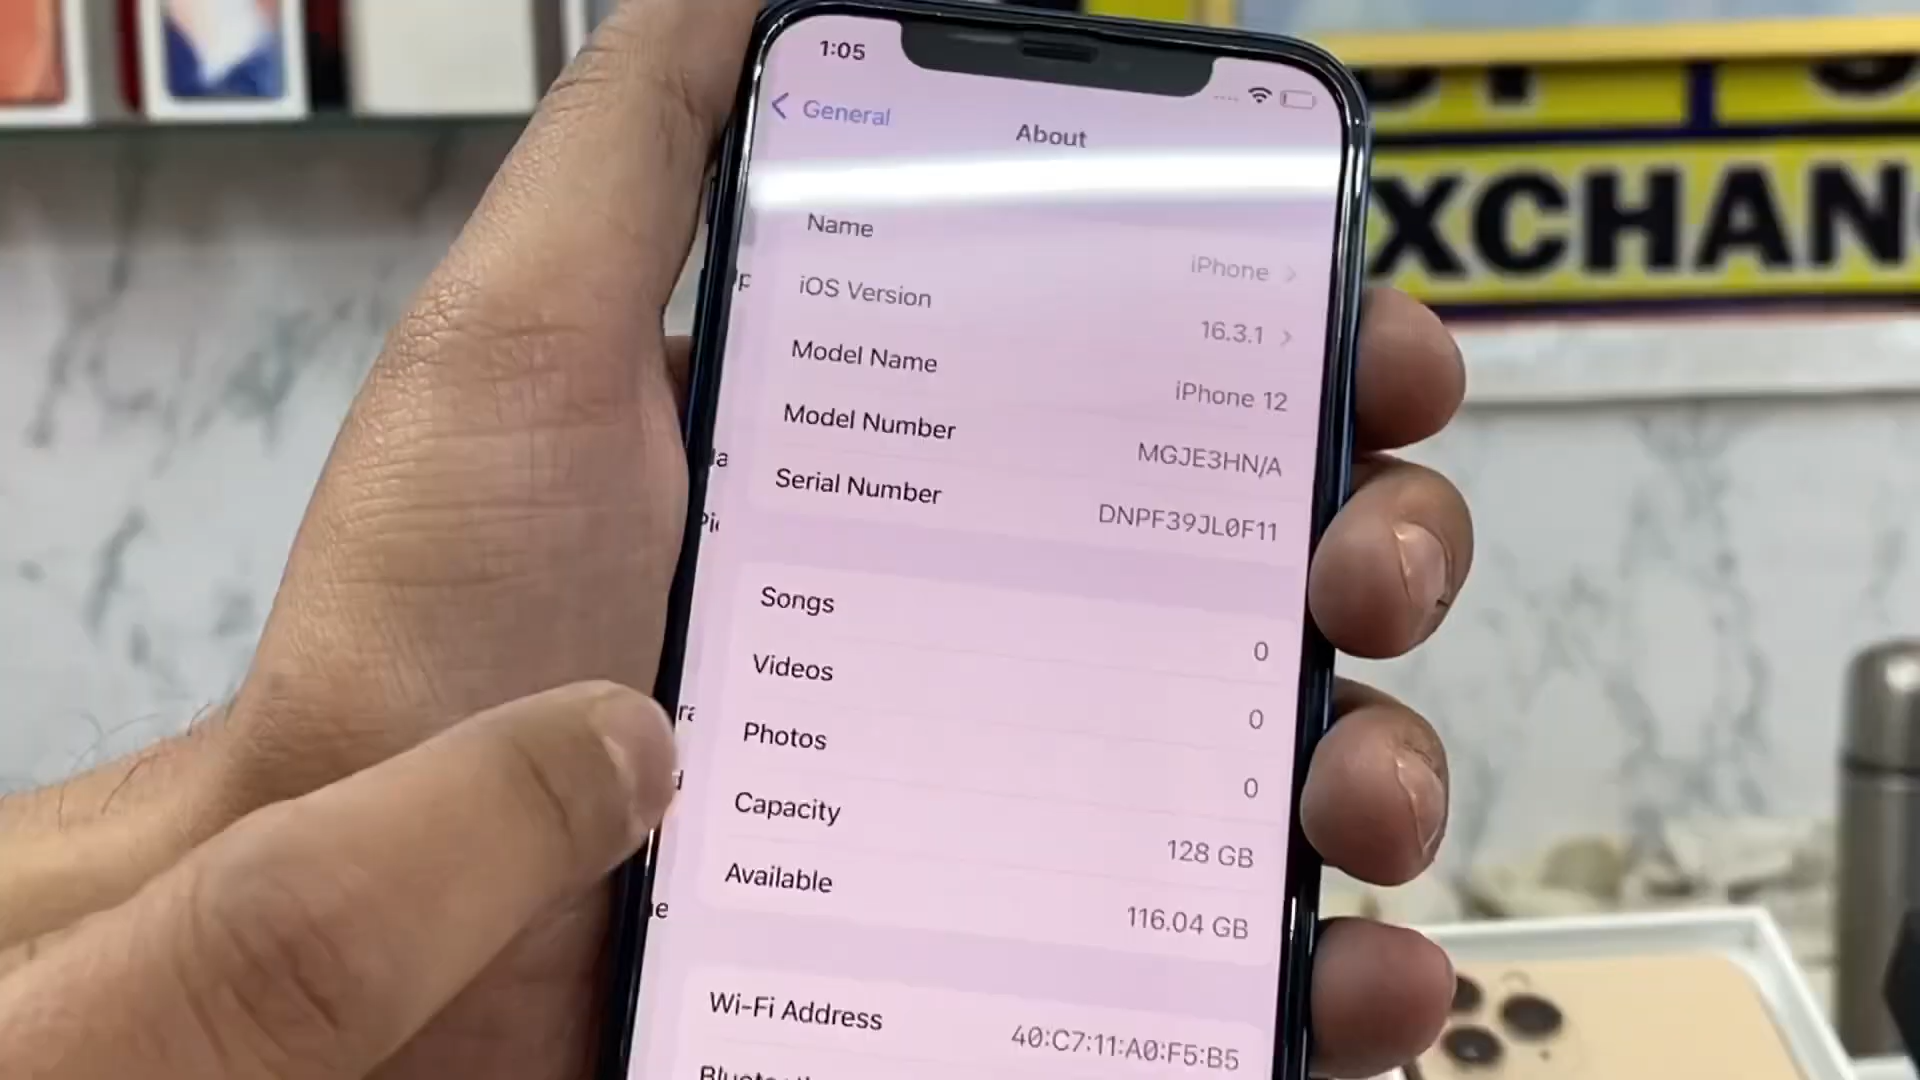 1:05
General
About
Name
iPhone
iOS Version
16.3.1
Model Name
iPhone 12
Model Number
MGJE3HN/A
Serial Number
DNPF39JL0F11
Songs
0
Videos
0
Photos
0
Capacity
128 GB
Available
116.04 GB
Wi-Fi Address
40:C7:11:A0:F5:B5
XCHAN